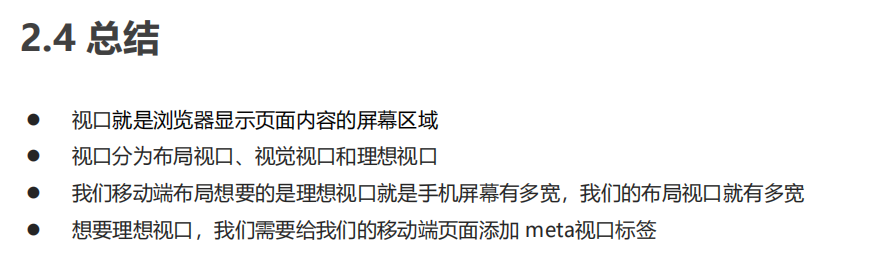 2.4 总结
● 视口就是浏览器显示页面内容的屏幕区域
● 视口分为布局视口、视觉视口和理想视口
● 我们移动端布局想要的是理想视口就是手机屏幕有多宽，我们的布局视口就有多宽
● 想要理想视口，我们需要给我们的移动端页面添加 meta视口标签